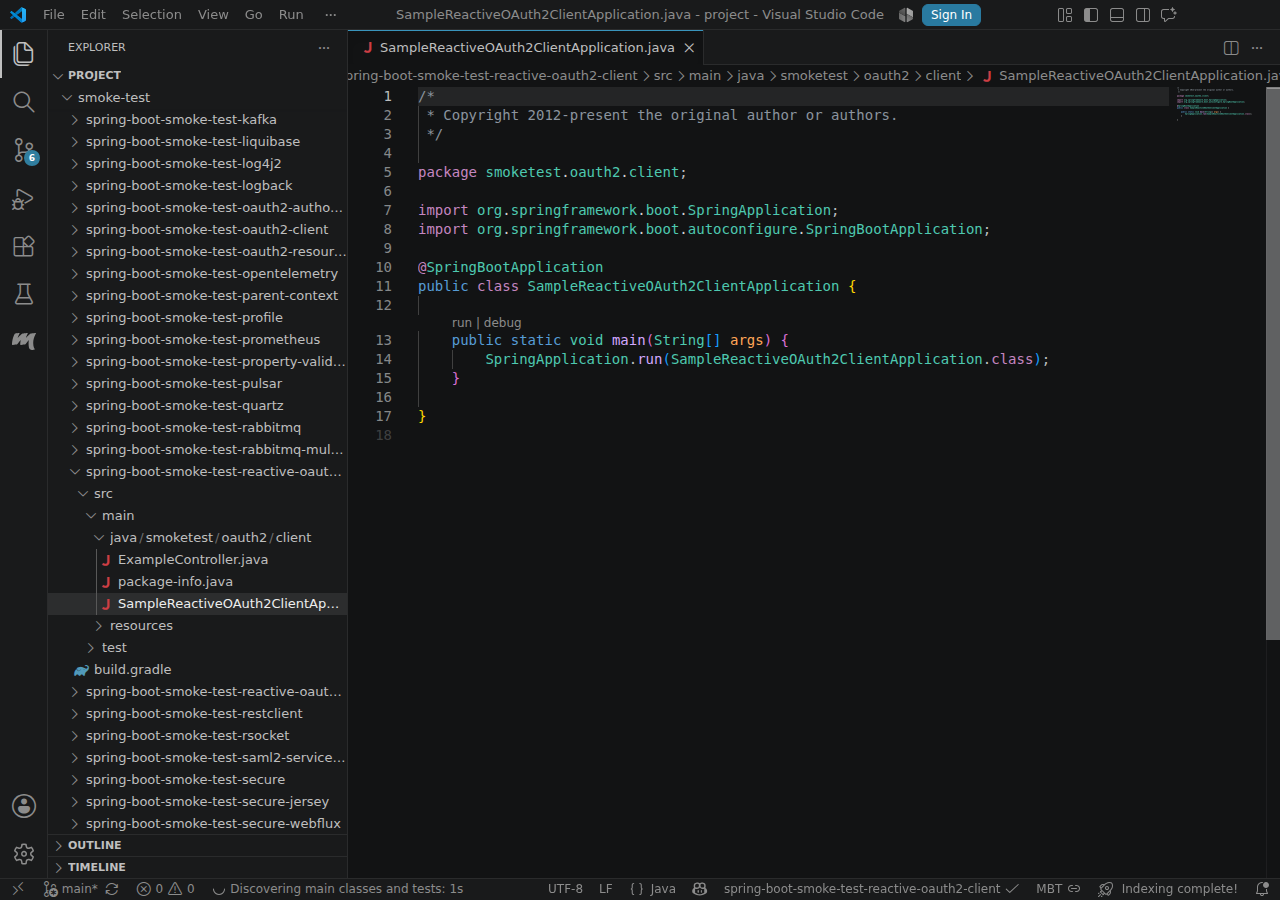 File Edit Selection View Go Run ··· SampleReactiveOAuth2ClientApplication.java - project - Visual Studio Code Sign In
EXPLORER
PROJECT
smoke-test
spring-boot-smoke-test-kafka
spring-boot-smoke-test-liquibase
spring-boot-smoke-test-log4j2
spring-boot-smoke-test-logback
spring-boot-smoke-test-oauth2-autho...
spring-boot-smoke-test-oauth2-client
spring-boot-smoke-test-oauth2-resour...
spring-boot-smoke-test-opentelemetry
spring-boot-smoke-test-parent-context
spring-boot-smoke-test-profile
spring-boot-smoke-test-prometheus
spring-boot-smoke-test-property-valid...
spring-boot-smoke-test-pulsar
spring-boot-smoke-test-quartz
spring-boot-smoke-test-rabbitmq
spring-boot-smoke-test-rabbitmq-mul...
spring-boot-smoke-test-reactive-oaut...
src
main
java/smoketest/oauth2/client
ExampleController.java
package-info.java
SampleReactiveOAuth2ClientAp...
resources
test
build.gradle
spring-boot-smoke-test-reactive-oaut...
spring-boot-smoke-test-restclient
spring-boot-smoke-test-rsocket
spring-boot-smoke-test-saml2-service...
spring-boot-smoke-test-secure
spring-boot-smoke-test-secure-jersey
spring-boot-smoke-test-secure-webflux
OUTLINE
TIMELINE
6
SampleReactiveOAuth2ClientApplication.java
pring-boot-smoke-test-reactive-oauth2-client > src > main > java > smoketest > oauth2 > client > SampleReactiveOAuth2ClientApplication.ja
1 /*
2  * Copyright 2012-present the original author or authors.
3  */
4
5 package smoketest.oauth2.client;
6
7 import org.springframework.boot.SpringApplication;
8 import org.springframework.boot.autoconfigure.SpringBootApplication;
9
10 @SpringBootApplication
11 public class SampleReactiveOAuth2ClientApplication {
12
run | debug
13     public static void main(String[] args) {
14         SpringApplication.run(SampleReactiveOAuth2ClientApplication.class);
15     }
16
17 }
18
main* 0 0 Discovering main classes and tests: 1s UTF-8 LF { } Java spring-boot-smoke-test-reactive-oauth2-client MBT Indexing complete!